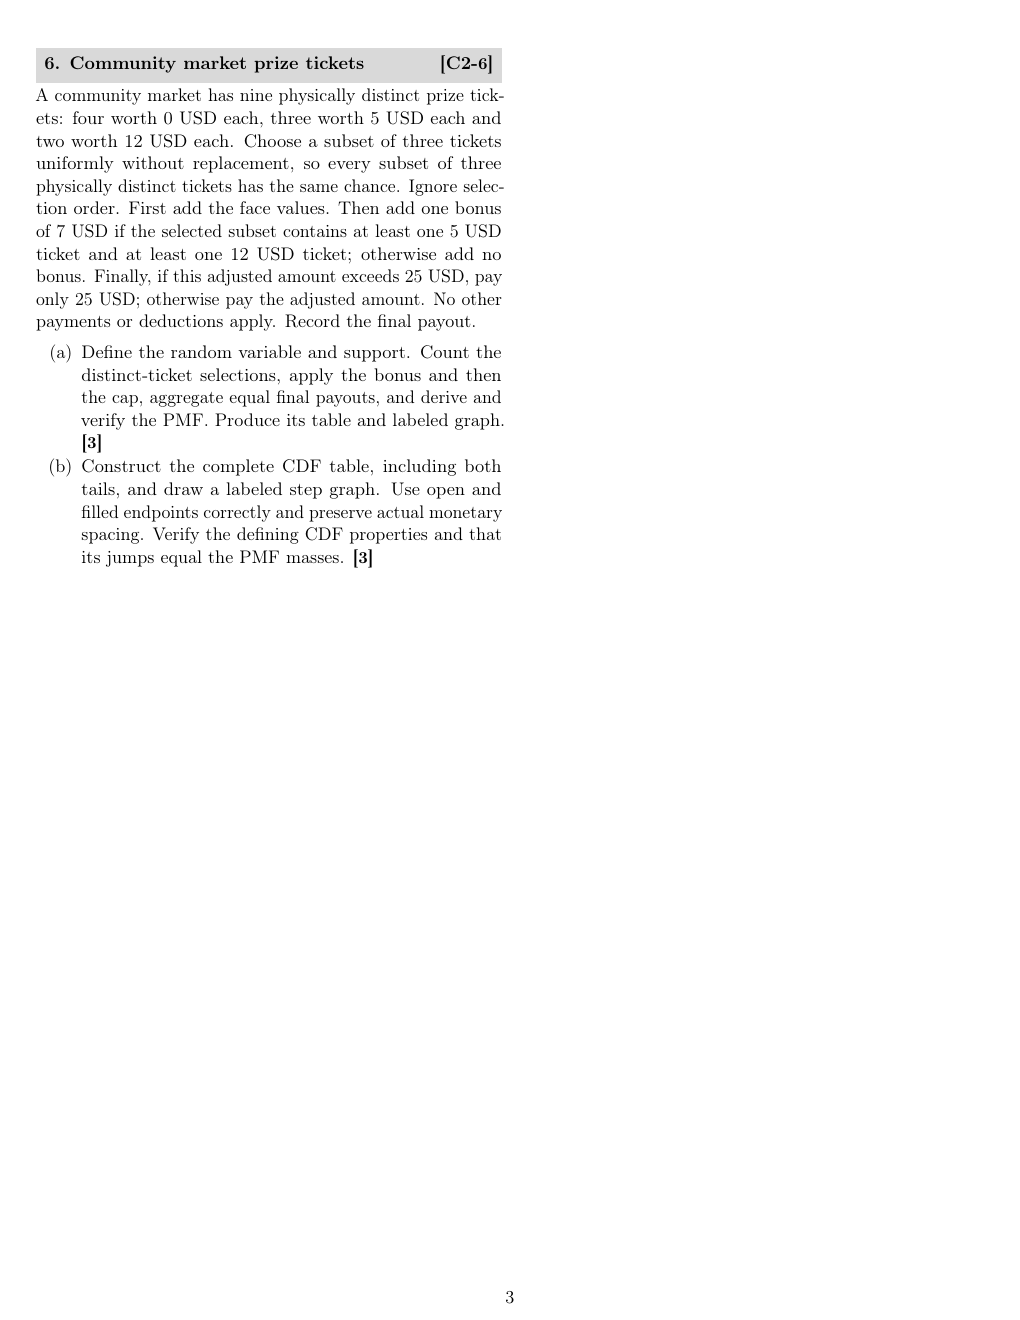 6. Community market prize tickets [C2-6]
A community market has nine physically distinct prize tick-
ets: four worth 0 USD each, three worth 5 USD each and
two worth 12 USD each. Choose a subset of three tickets
uniformly without replacement, so every subset of three
physically distinct tickets has the same chance. Ignore selec-
tion order. First add the face values. Then add one bonus
of 7 USD if the selected subset contains at least one 5 USD
ticket and at least one 12 USD ticket; otherwise add no
bonus. Finally, if this adjusted amount exceeds 25 USD, pay
only 25 USD; otherwise pay the adjusted amount. No other
payments or deductions apply. Record the final payout.
(a) Define the random variable and support. Count the
distinct-ticket selections, apply the bonus and then
the cap, aggregate equal final payouts, and derive and
verify the PMF. Produce its table and labeled graph.
[3]
(b) Construct the complete CDF table, including both
tails, and draw a labeled step graph. Use open and
filled endpoints correctly and preserve actual monetary
spacing. Verify the defining CDF properties and that
its jumps equal the PMF masses. [3]
3